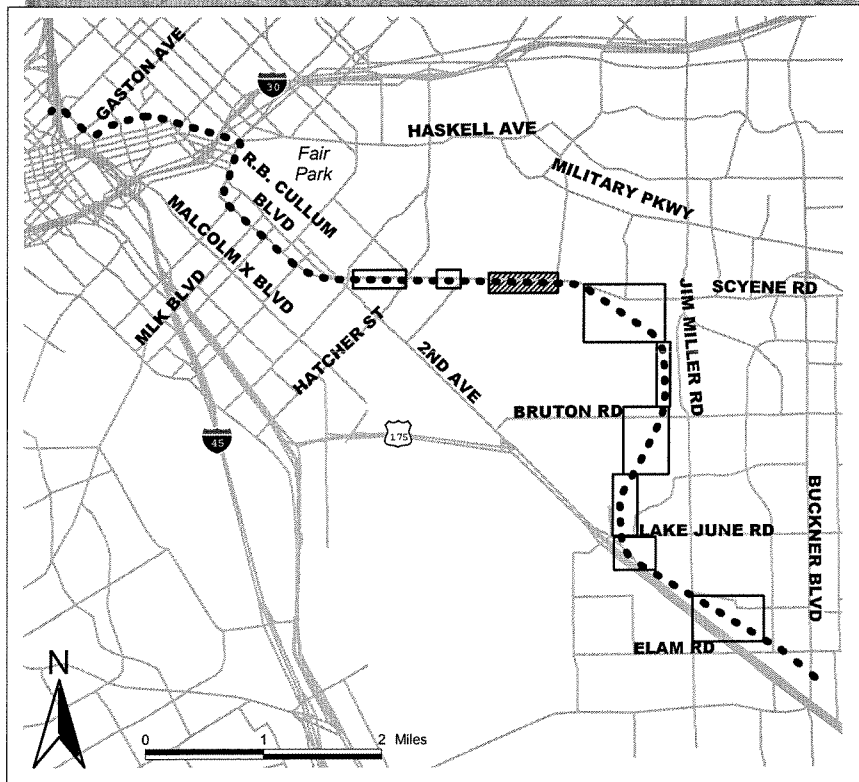 GASTON AVE
30
HASKELL AVE
Fair
Park
R.B. CULLUM
BLVD
MILITARY PKWY
MALCOLM X BLVD
MLK BLVD
HATCHER ST
SCYENE RD
JIM MILLER RD
2ND AVE
BRUTON RD
175
45
BUCKNER BLVD
LAKE JUNE RD
ELAM RD
N
0 1 2 Miles